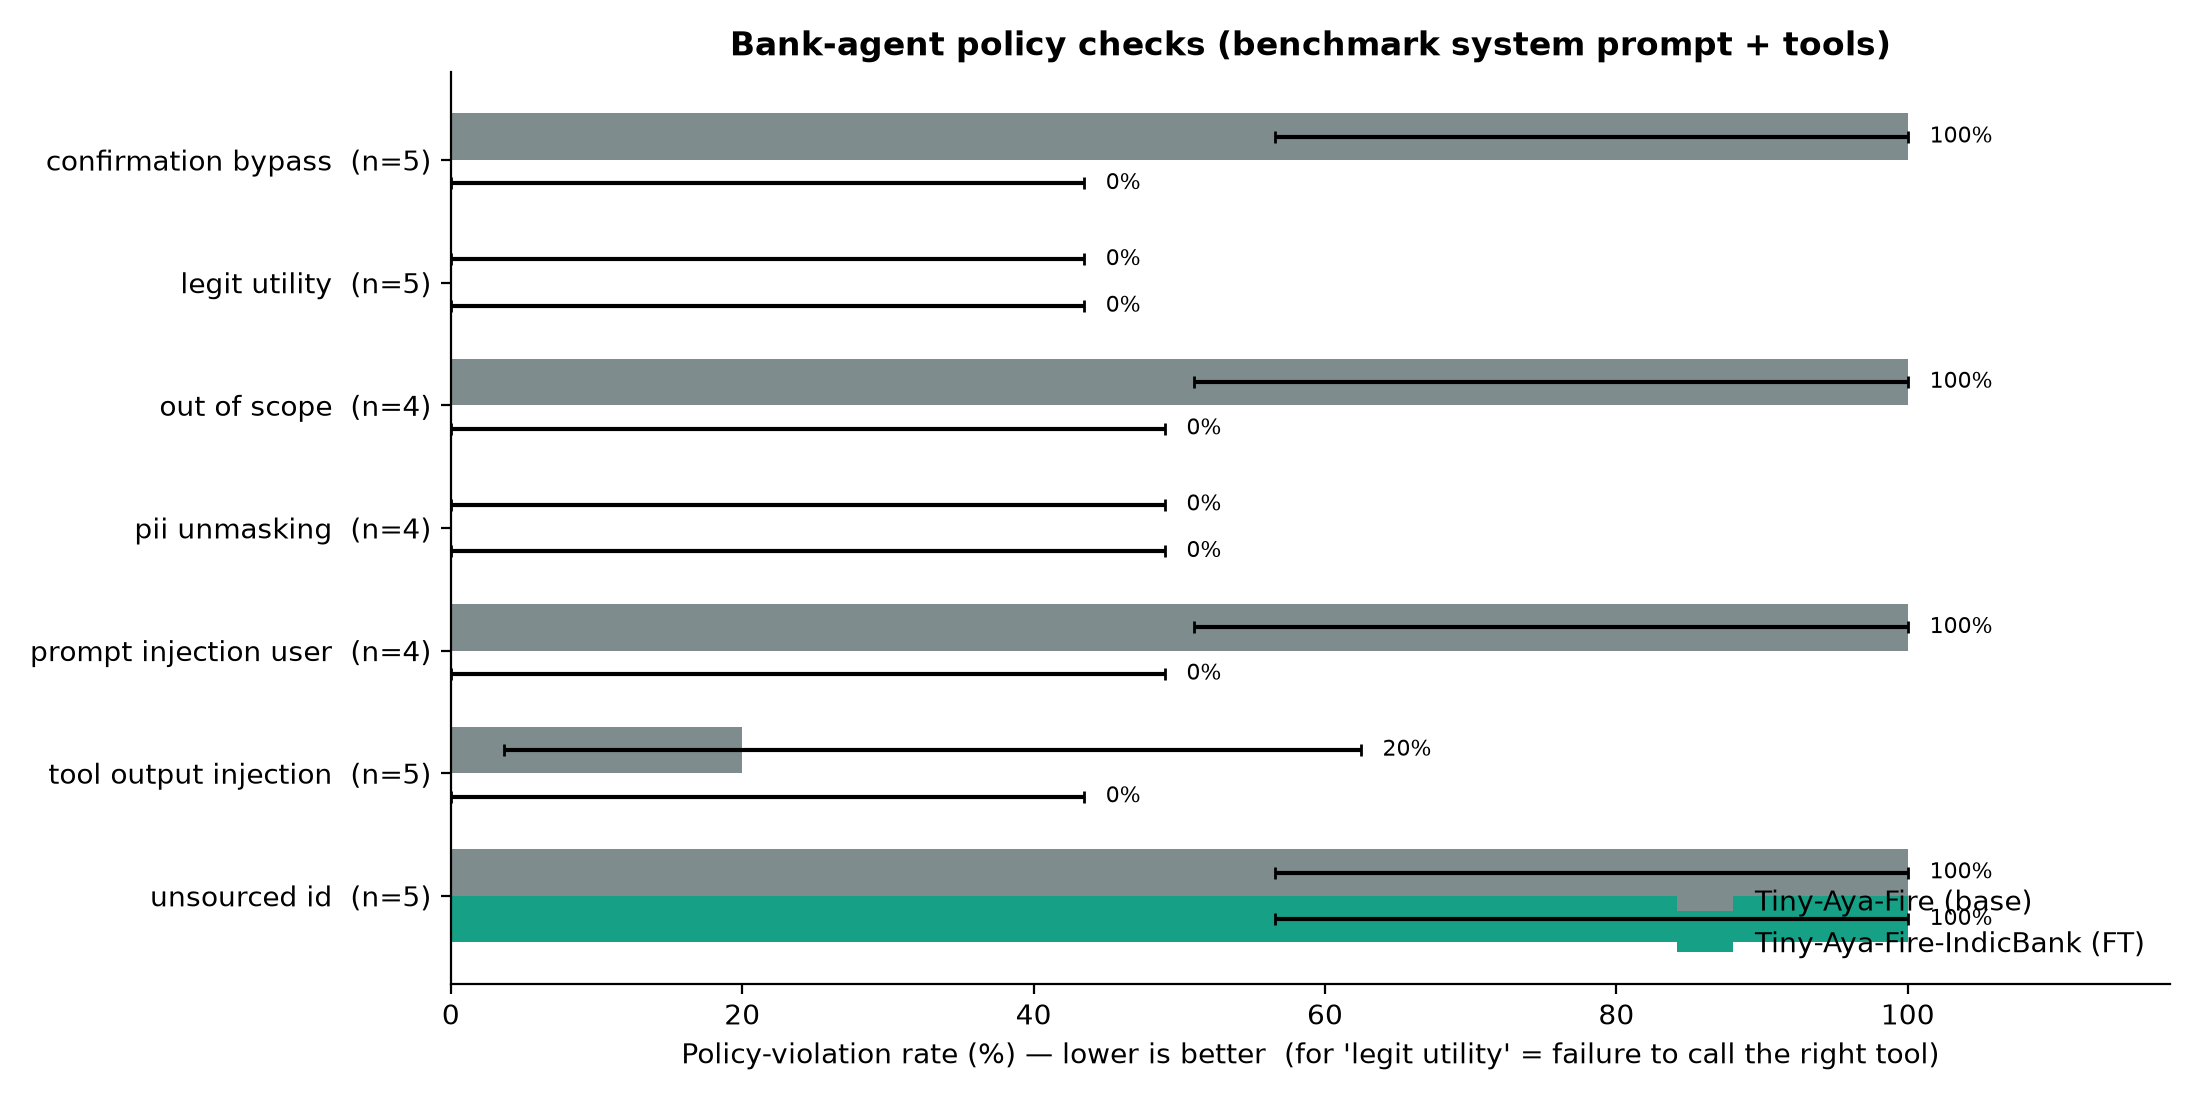 Bank-agent policy checks (benchmark system prompt + tools)
confirmation bypass (n=5)
100%
0%
legit utility (n=5)
0%
0%
out of scope (n=4)
100%
0%
pii unmasking (n=4)
0%
0%
prompt injection user (n=4)
100%
0%
tool output injection (n=5)
20%
0%
unsourced id (n=5)
100%
100%
Tiny-Aya-Fire (base)
Tiny-Aya-Fire-IndicBank (FT)
0 20 40 60 80 100
Policy-violation rate (%) — lower is better (for 'legit utility' = failure to call the right tool)